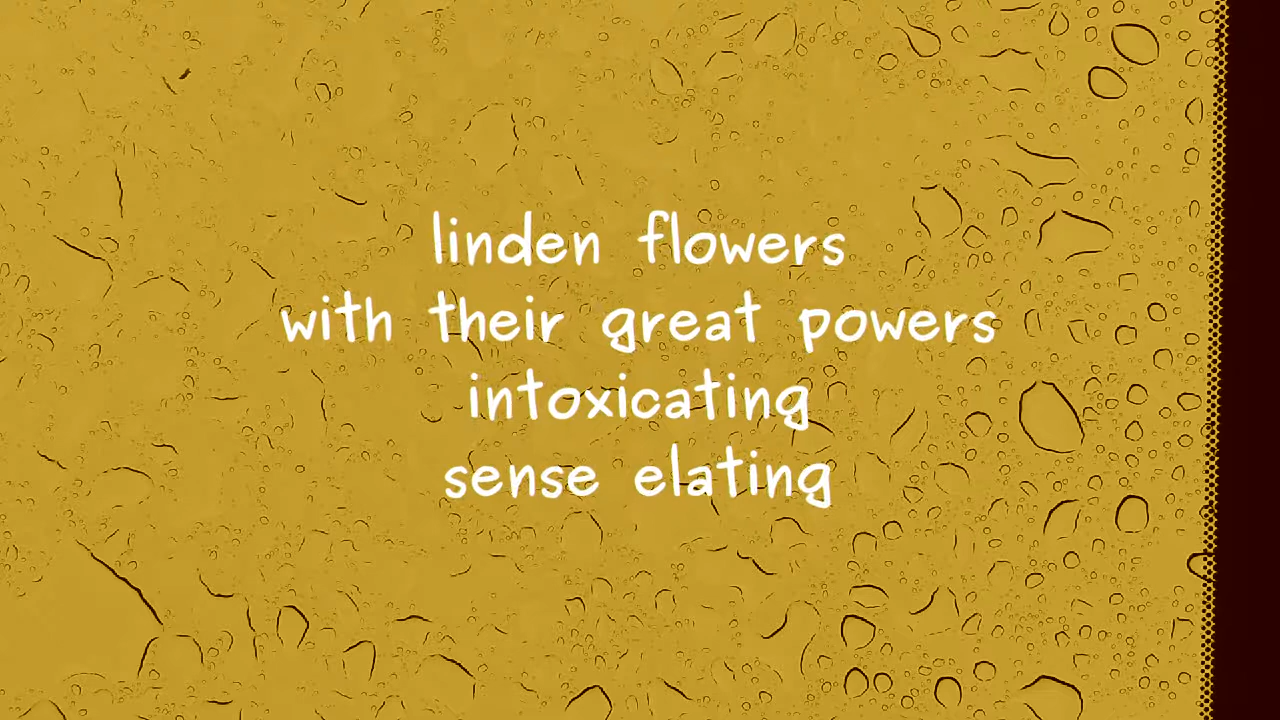 linden flowers
with their great powers
intoxicating
sense elating